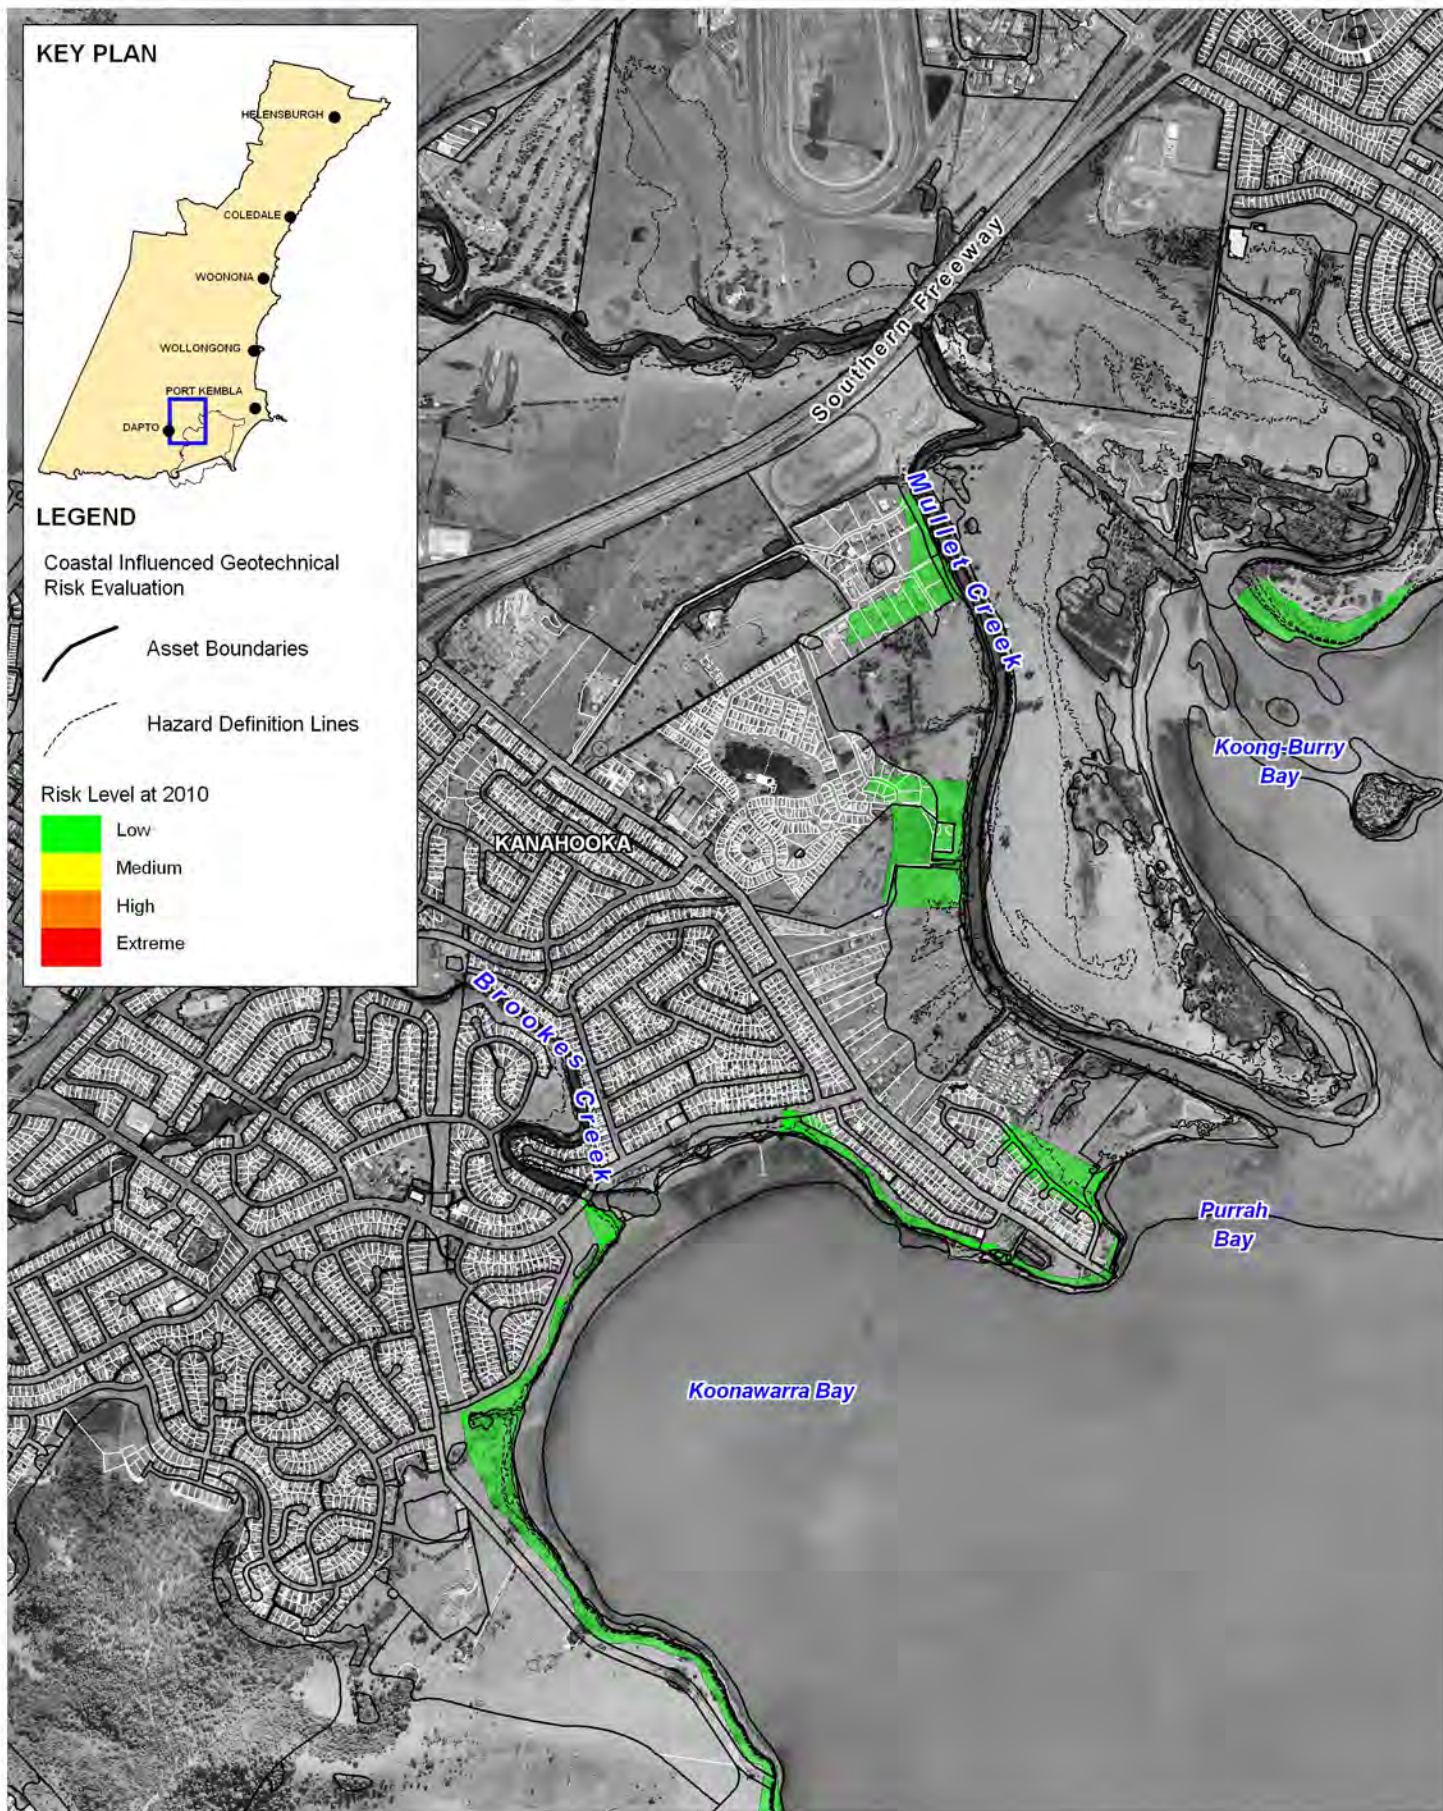 KEY PLAN
HELENSBURGH
COLEDALE
WOONONA
WOLLONGONG
PORT KEMBLA
DAPTO
LEGEND
Coastal Influenced Geotechnical
Risk Evaluation
Asset Boundaries
Hazard Definition Lines
Risk Level at 2010
Low
Medium
High
Extreme
Southern Freeway
Mullet Creek
Koong-Burry
Bay
KANAHOOKA
Brookes Creek
Purrah
Bay
Koonawarra Bay